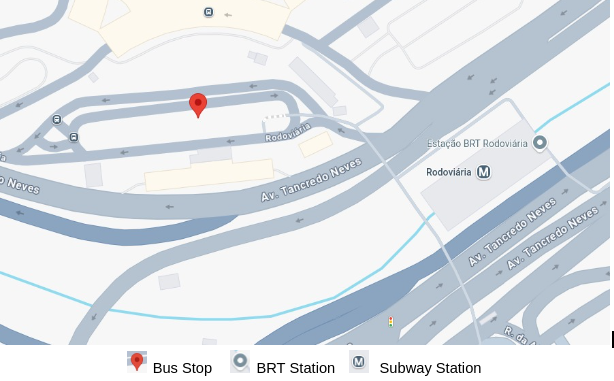 Rodoviária
Estação BRT Rodoviária
Rodoviária M
Av. Tancredo Neves
Av. Tancredo Neves
Av. Tancredo Neves
o Neves
R. da
Bus Stop BRT Station M Subway Station